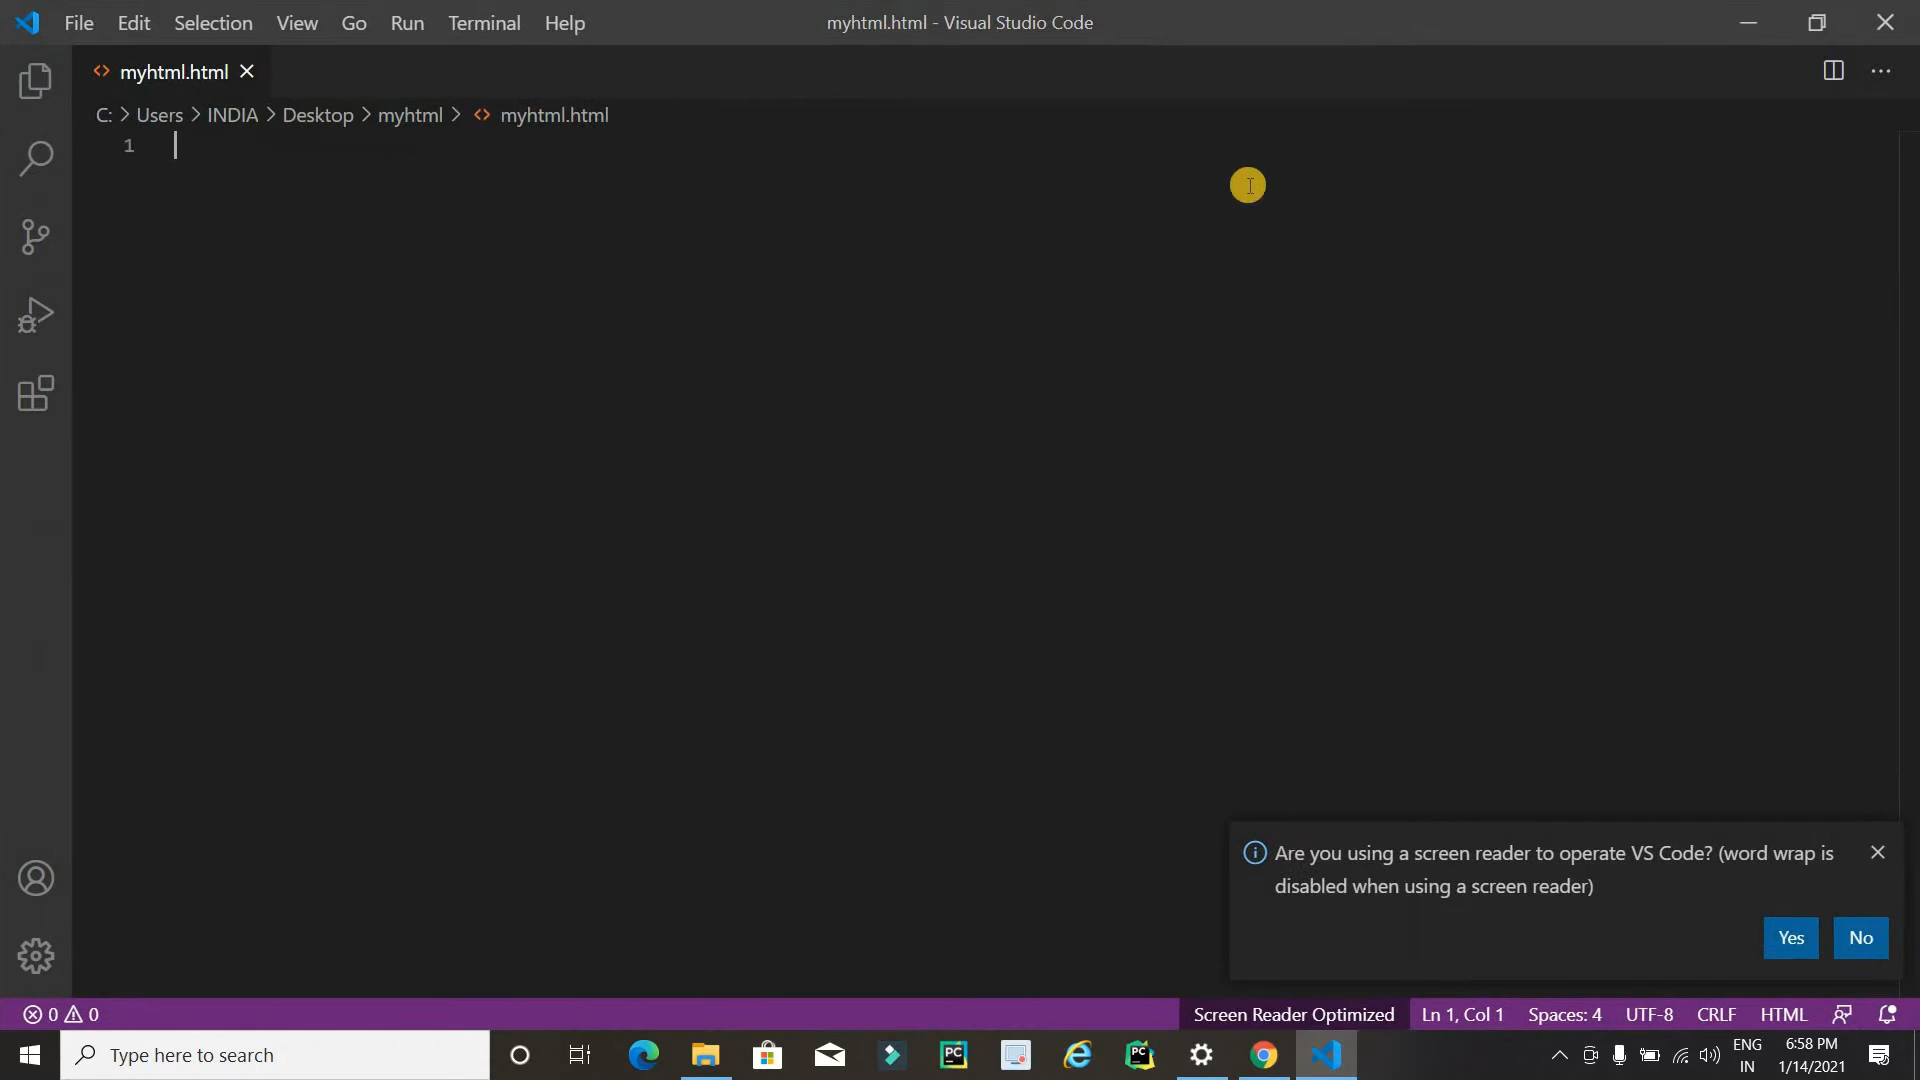 File Edit Selection View Go Run Terminal Help
myhtml.html - Visual Studio Code
myhtml.html
C: > Users > INDIA > Desktop > myhtml > myhtml.html
1
Are you using a screen reader to operate VS Code? (word wrap is
disabled when using a screen reader)
Yes No
0 0
Screen Reader Optimized Ln 1, Col 1 Spaces: 4 UTF-8 CRLF HTML
Type here to search
PC
PC
ENG
IN
6:58 PM
1/14/2021